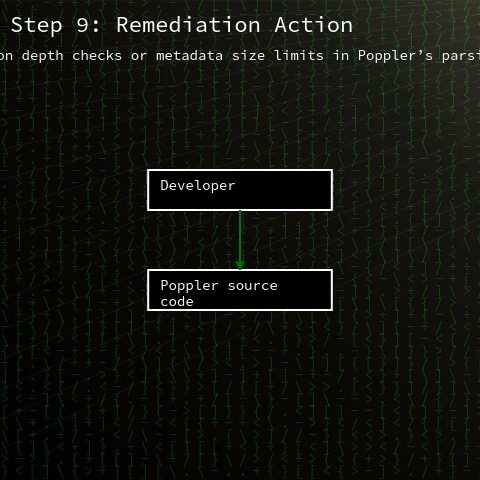 Step 9: Remediation Action
on depth checks or metadata size limits in Poppler’s parsi
Developer
Poppler source
code